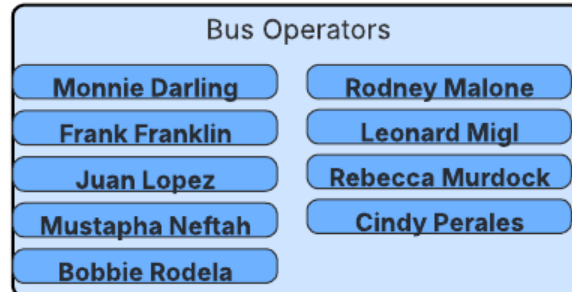 Bus Operators
Monnie Darling
Frank Franklin
Juan Lopez
Mustapha Neftah
Bobbie Rodela
Rodney Malone
Leonard Migl
Rebecca Murdock
Cindy Perales